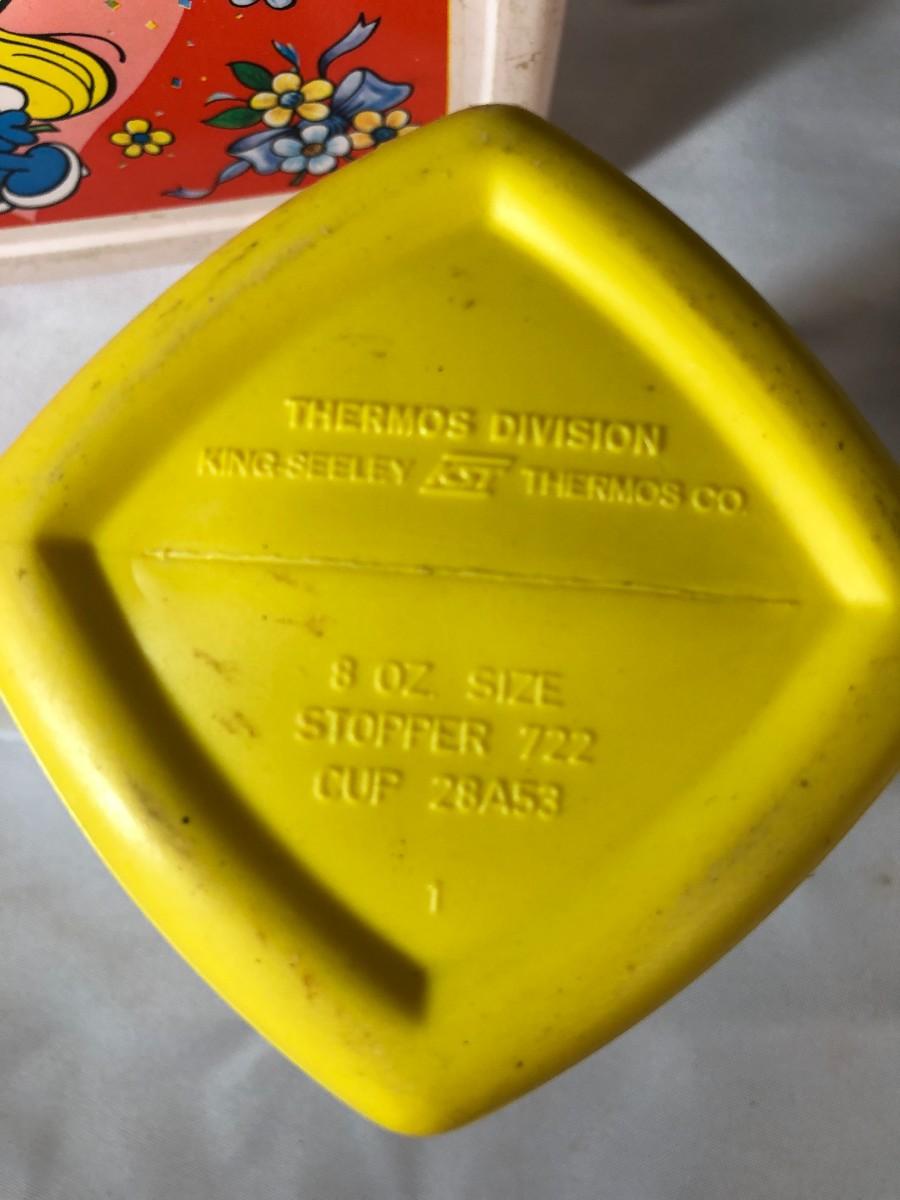 THERMOS DIVISION
KING-SEELEY KST THERMOS CO.
8 OZ. SIZE
STOPPER 722
CUP 28A53
1